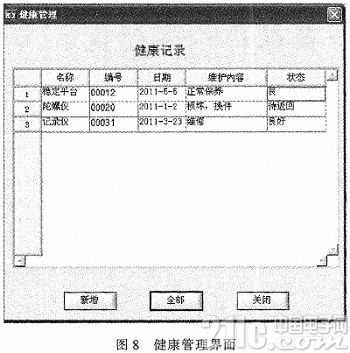 健康管理
健康记录
名称 编号 日期 维护内容 状态
1 稳定平台 00012 2011-5-5 正常保养 良
2 陀螺仪 00020 2011-1-2 损坏、换件 待返回
3 记录仪 00031 2011-3-23 维修 良好
新增 全部 关闭
图 8 健康管理界面